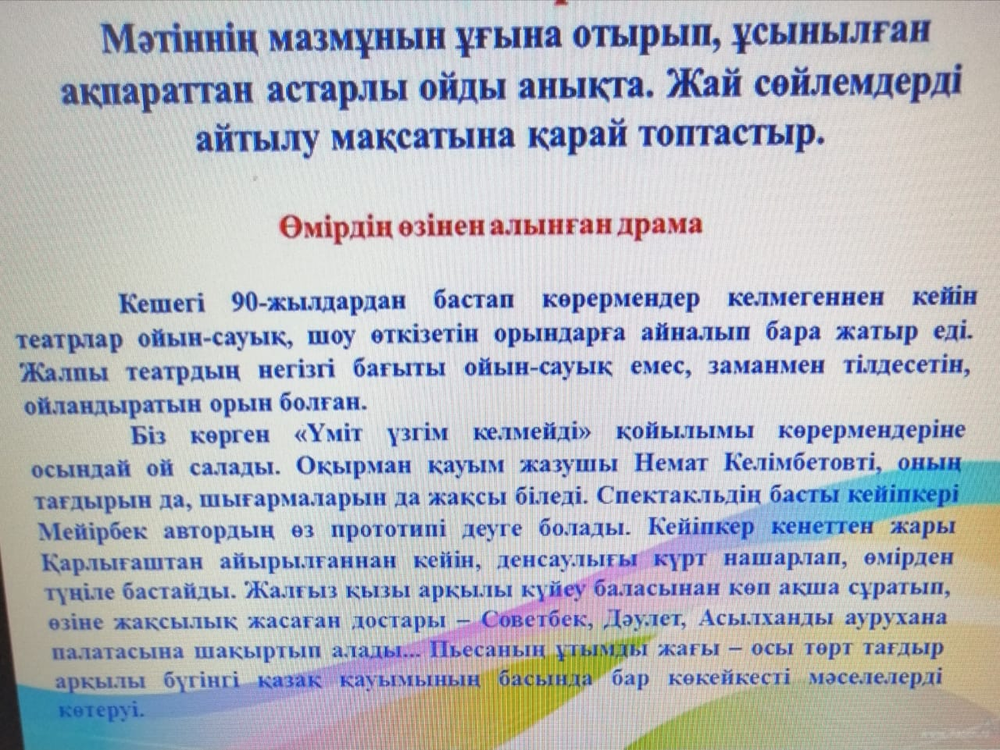 Мәтіннің мазмұнын ұғына отырып, ұсынылған
ақпараттан астарлы ойды анықта. Жай сөйлемдерді
айтылу мақсатына қарай топтастыр.
Өмірдің өзінен алынған драма
Кешегі 90-жылдардан бастап көрермендер келмегеннен кейін
театрлар ойын-сауық, шоу өткізетін орындарға айналып бара жатыр еді.
Жалпы театрдың негізгі бағыты ойын-сауық емес, заманмен тілдесетін,
ойландыратын орын болған.
Біз көрген «Үміт үзгім келмейді» қойылымы көрермендеріне
осындай ой салады. Оқырман қауым жазушы Немат Келімбетовті, оның
тағдырын да, шығармаларын да жақсы біледі. Спектакльдің басты кейіпкері
Мейірбек автордың өз прототипі деуге болады. Кейіпкер кенеттен жары
Қарлығаштан айырылғаннан кейін, денсаулығы күрт нашарлап, өмірден
түңіле бастайды. Жалғыз қызы арқылы күйеу баласынан көп ақша сұратып,
өзіне жақсылық жасаған достары – Советбек, Дәулет, Асылханды аурухана
палатасына шақыртып алады... Пьесаның ұтымды жағы – осы төрт тағдыр
арқылы бүгінгі қазақ қауымының басында бар көкейкесті мәселелерді
көтеруі.